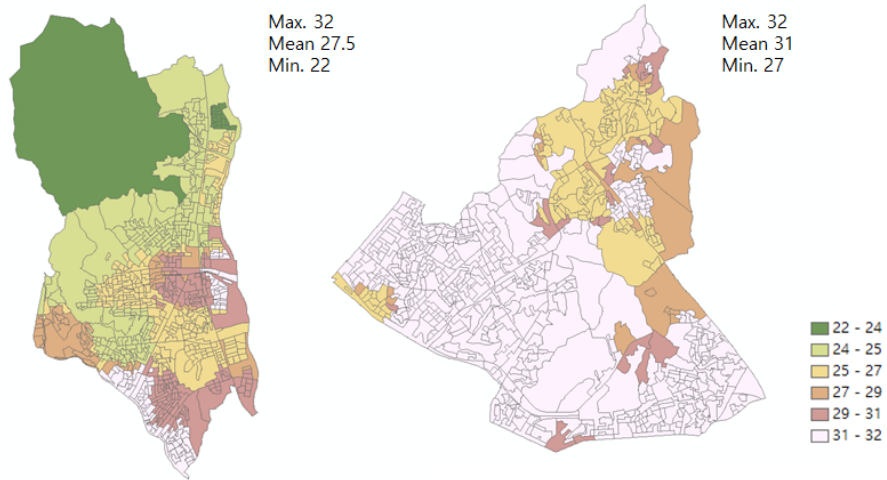 Max. 32
Mean 27.5
Min. 22
Max. 32
Mean 31
Min. 27
22 - 24
24 - 25
25 - 27
27 - 29
29 - 31
31 - 32